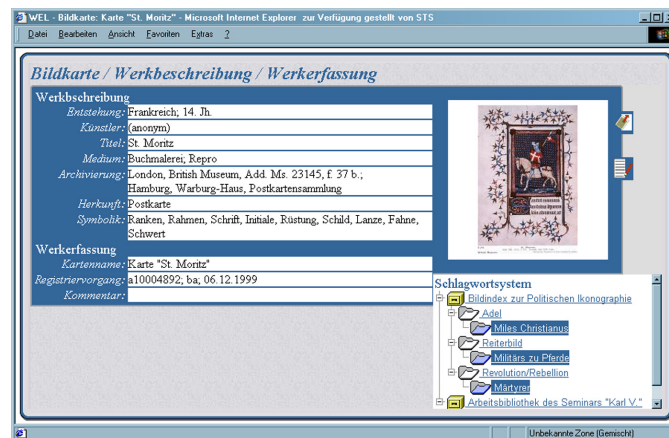 WEL - Bildkarte: Karte "St. Moritz" - Microsoft Internet Explorer zur Verfügung gestellt von STS
Datei Bearbeiten Ansicht Favoriten Extras ?
Bildkarte / Werkbeschreibung / Werkerfassung
Werkbschreibung
Entstehung: Frankreich; 14. Jh.
Künstler: (anonym)
Titel: St. Moritz
Medium: Buchmalerei; Repro
Archivierung: London, British Museum, Add. Ms. 23145, f. 37 b.;
Hamburg, Warburg-Haus, Postkartensammlung
Herkunft: Postkarte
Symbolik: Ranken, Rahmen, Schrift, Initiale, Rüstung, Schild, Lanze, Fahne,
Schwert
Werkerfassung
Kartenname: Karte "St. Moritz"
Registriervorgang: a10004892; ba; 06.12.1999
Kommentar:
Schlagwortsystem
Bildindex zur Politischen Ikonographie
Adel
Miles Christianus
Reiterbild
Militärs zu Pferde
Revolution/Rebellion
Märtyrer
Arbeitsbibliothek des Seminars "Karl V."
Unbekannte Zone (Gemischt)